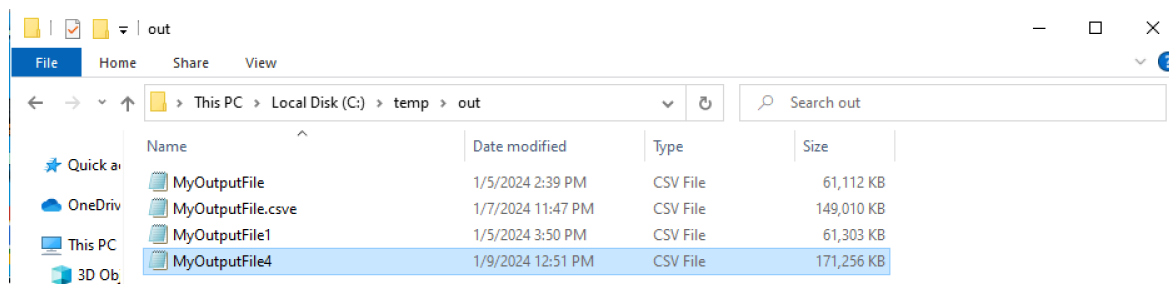 out
File Home Share View
This PC > Local Disk (C:) > temp > out Search out
Name Date modified Type Size
Quick a
MyOutputFile 1/5/2024 2:39 PM CSV File 61,112 KB
OneDriv
MyOutputFile.csve 1/7/2024 11:47 PM CSV File 149,010 KB
This PC
MyOutputFile1 1/5/2024 3:50 PM CSV File 61,303 KB
3D Ob
MyOutputFile4 1/9/2024 12:51 PM CSV File 171,256 KB